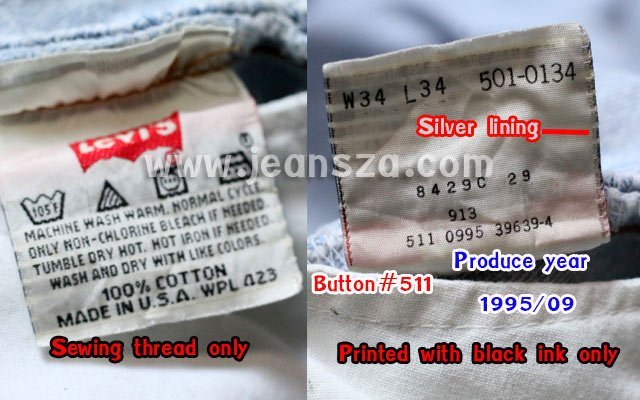 Levi's
www.jeansza.com
105F
MACHINE WASH WARM. NORMAL CYCLE.
ONLY NON-CHLORINE BLEACH IF NEEDED
TUMBLE DRY HOT. HOT IRON IF NEEDED
WASH AND DRY WITH LIKE COLORS.
100% COTTON
MADE IN U.S.A. WPL 423
Sewing thread only
W34 L34 501-0134
Silver lining
8429C 29
913
511 0995 39639-4
Produce year
Button #511
1995/09
Printed with black ink only